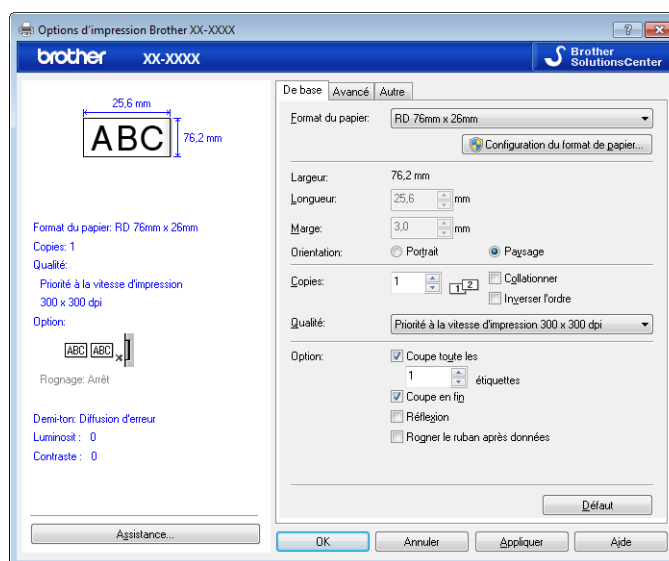 Options d'impression Brother XX-XXXX
brother XX-XXXX
Brother
SolutionsCenter
25,6 mm
ABC
76,2 mm
Format du papier: RD 76mm x 26mm
Copies: 1
Qualité:
Priorité à la vitesse d'impression
300 x 300 dpi
Option:
ABC ABC
Rognage: Arrêt
Demi-ton: Diffusion d'erreur
Luminosit : 0
Contraste : 0
Assistance...
De base Avancé Autre
Format du papier: RD 76mm x 26mm
Configuration du format de papier...
Largeur: 76,2 mm
Longueur: 25,6 mm
Marge: 3,0 mm
Orientation: Portrait Paysage
Copies: 1 1 2 Collationner
Inverser l'ordre
Qualité: Priorité à la vitesse d'impression 300 x 300 dpi
Option: Coupe toute les
1 étiquettes
Coupe en fin
Réflexion
Rogner le ruban après données
Défaut
OK Annuler Appliquer Aide